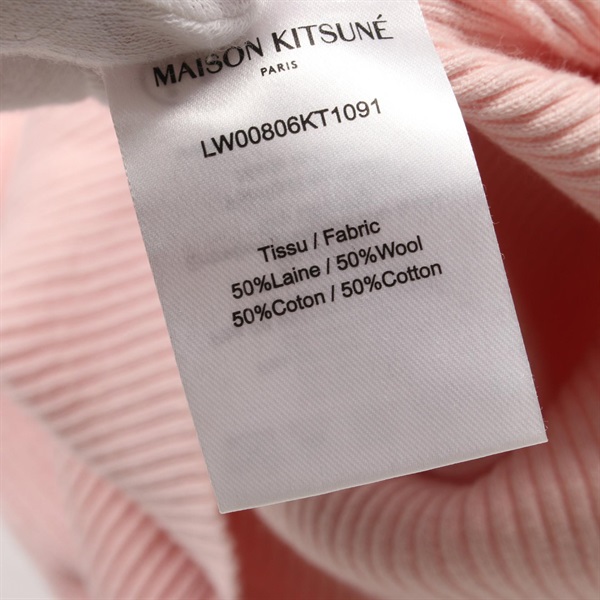 MAISON KITSUNÉ
PARIS
LW00806KT1091
Tissu / Fabric
50%Laine / 50%Wool
50%Coton / 50%Cotton